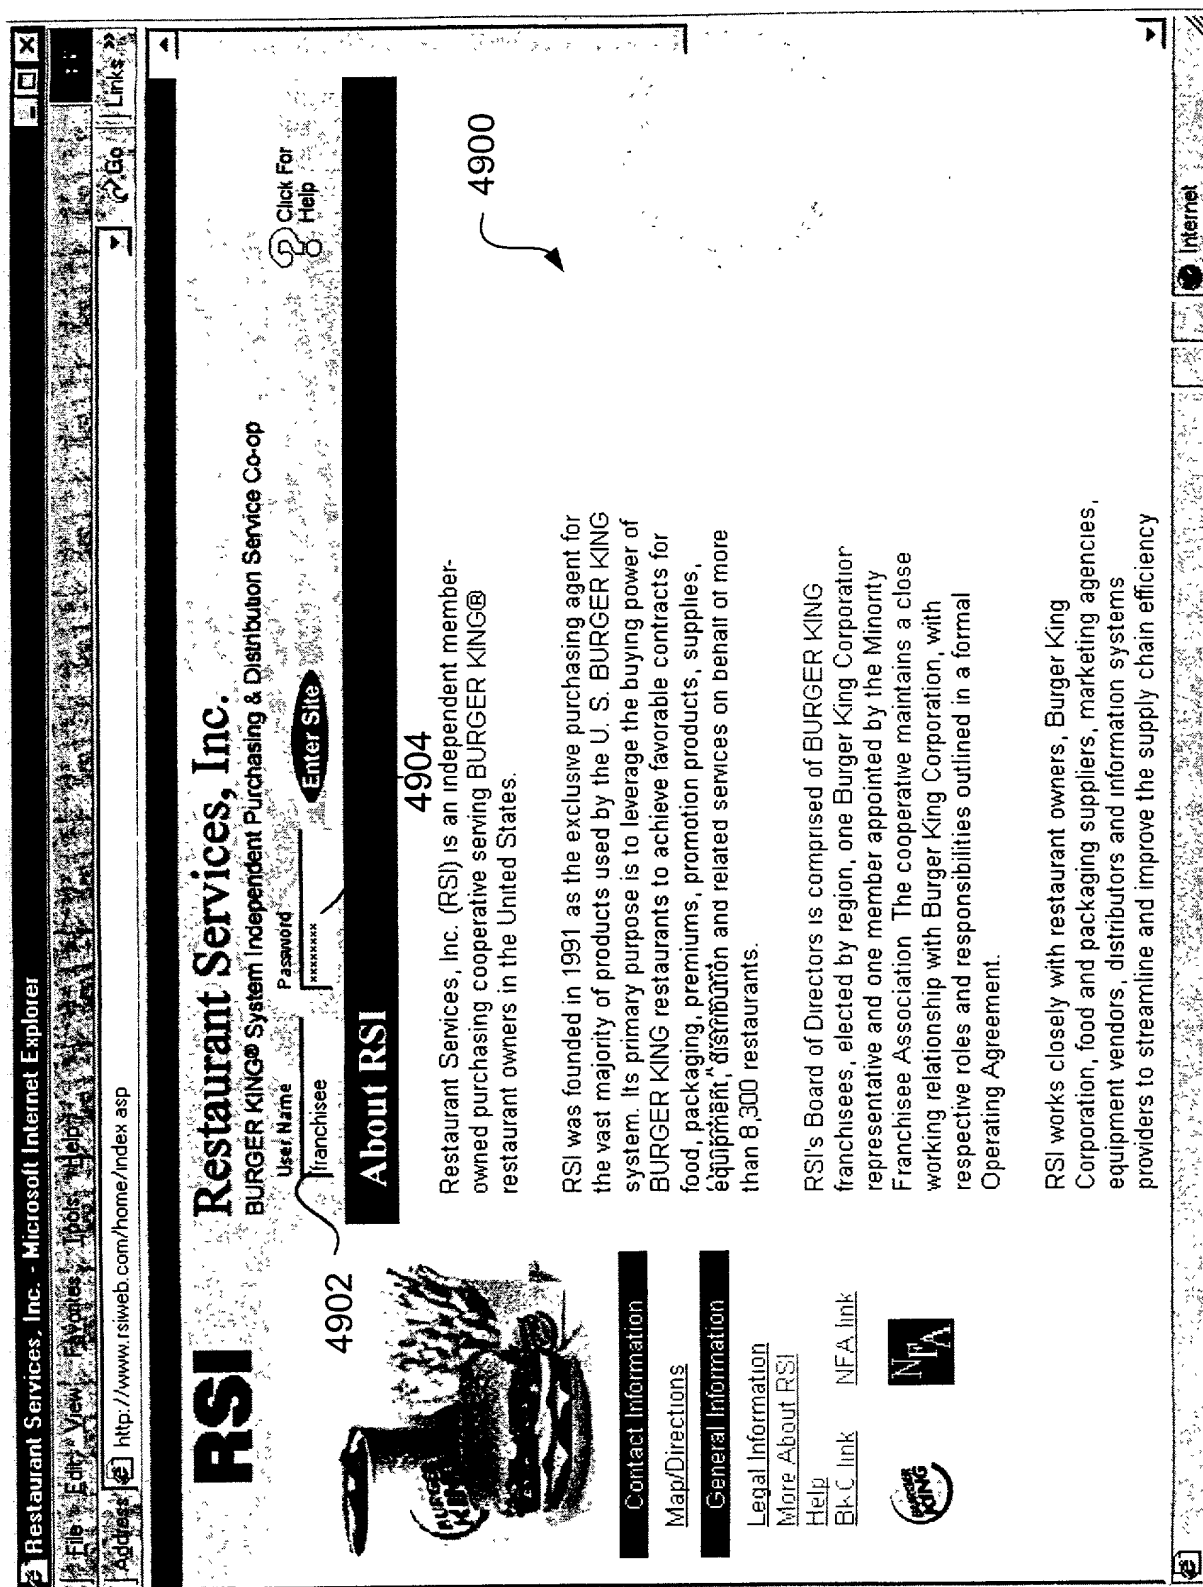 Restaurant Services, Inc. - Microsoft Internet Explorer
File Edit View Favorites Tools Help
Address http://www.rsiweb.com/home/index asp Go Links »
RSI
Restaurant Services, Inc.
BURGER KING® System Independent Purchasing & Distribution Service Co-op
User Name Password
franchisee xxxxxxxx Enter Site
Click For
Help
4902
4904
4900
BURGER
KING
Contact Information
Map/Directions
General Information
Legal Information
More About RSI
Help
BKC link NFA link
BURGER
KING
NFA
About RSI
Restaurant Services, Inc. (RSI) is an independent member-
owned purchasing cooperative serving BURGER KING®
restaurant owners in the United States.
RSI was founded in 1991 as the exclusive purchasing agent for
the vast majority of products used by the U. S. BURGER KING
system. Its primary purpose is to leverage the buying power of
BURGER KING restaurants to achieve favorable contracts for
food, packaging, premiums, promotion products, supplies,
equipment, distribution and related services on behalf of more
than 8,300 restaurants.
RSI's Board of Directors is comprised of BURGER KING
franchisees, elected by region, one Burger King Corporation
representative and one member appointed by the Minority
Franchisee Association The cooperative maintains a close
working relationship with Burger King Corporation, with
respective roles and responsibilities outlined in a formal
Operating Agreement.
RSI works closely with restaurant owners, Burger King
Corporation, food and packaging suppliers, marketing agencies,
equipment vendors, distributors and information systems
providers to streamline and improve the supply chain efficiency
Internet